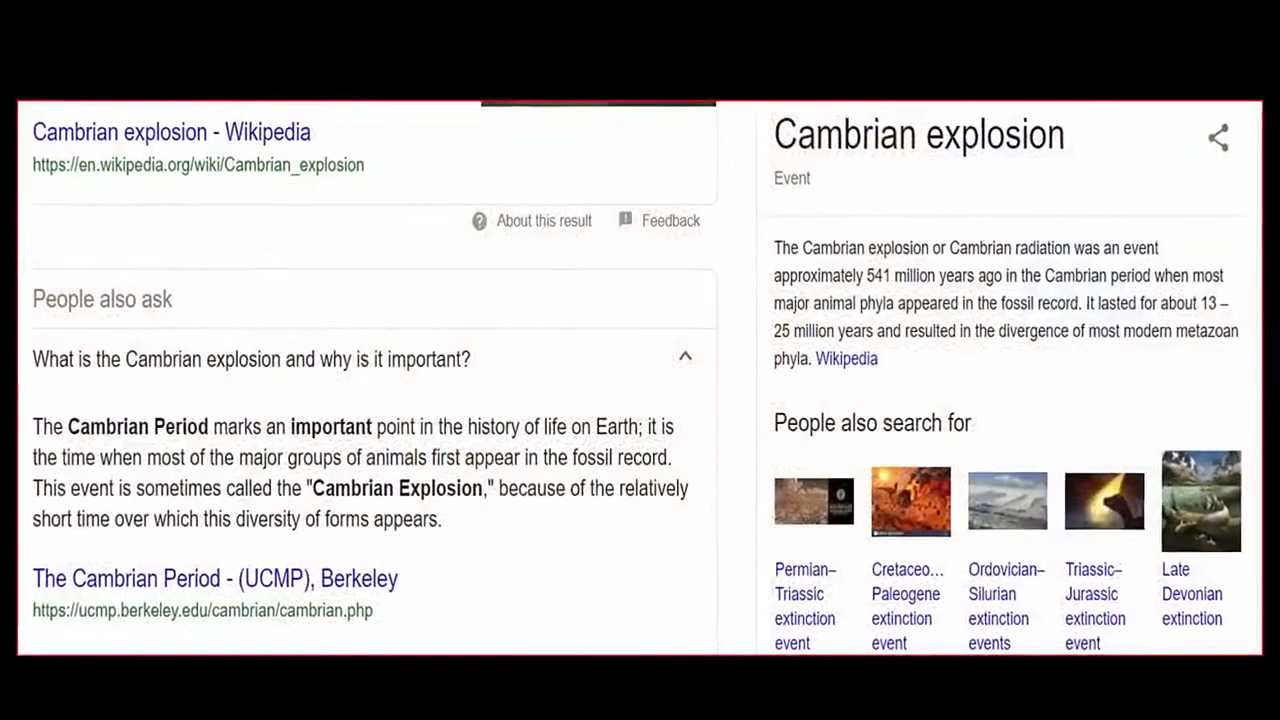 Cambrian explosion - Wikipedia
https://en.wikipedia.org/wiki/Cambrian_explosion
About this result
Feedback
People also ask
What is the Cambrian explosion and why is it important?
The Cambrian Period marks an important point in the history of life on Earth; it is
the time when most of the major groups of animals first appear in the fossil record.
This event is sometimes called the "Cambrian Explosion," because of the relatively
short time over which this diversity of forms appears.
The Cambrian Period - (UCMP), Berkeley
https://ucmp.berkeley.edu/cambrian/cambrian.php
Cambrian explosion
Event
The Cambrian explosion or Cambrian radiation was an event
approximately 541 million years ago in the Cambrian period when most
major animal phyla appeared in the fossil record. It lasted for about 13 –
25 million years and resulted in the divergence of most modern metazoan
phyla. Wikipedia
People also search for
Permian–
Triassic
extinction
event
Cretaceo...
Paleogene
extinction
event
Ordovician–
Silurian
extinction
events
Triassic–
Jurassic
extinction
event
Late
Devonian
extinction